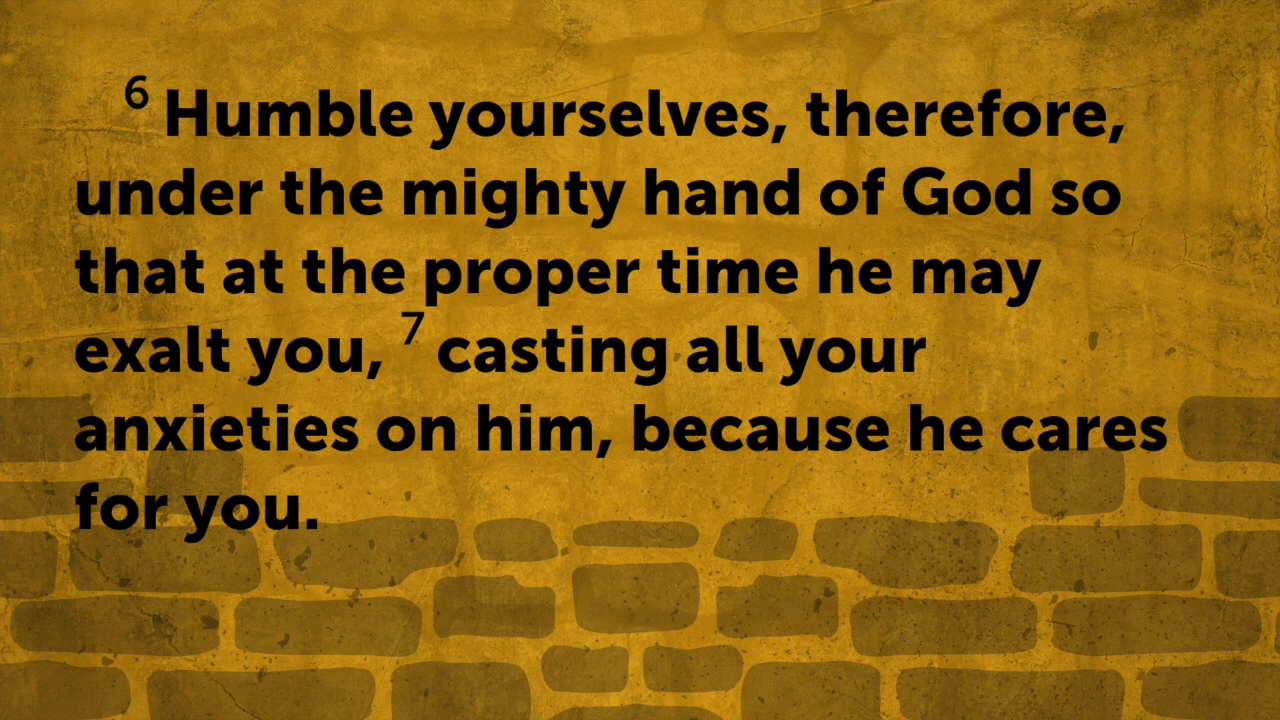 6 Humble yourselves, therefore,
under the mighty hand of God so
that at the proper time he may
exalt you, 7 casting all your
anxieties on him, because he cares
for you.